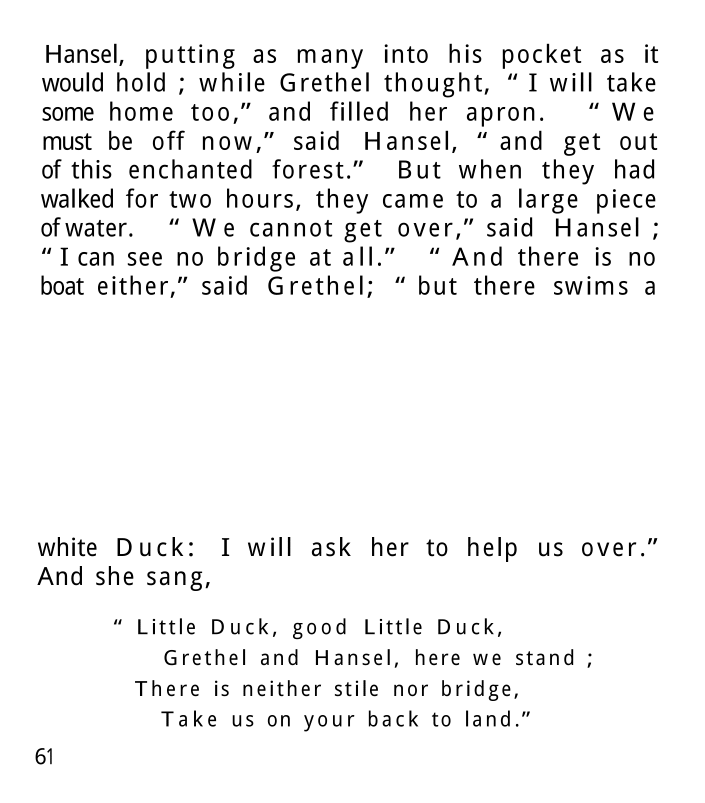 Hansel, putting as many into his pocket as it
would hold ; while Grethel thought, “ I will take
some home too,” and filled her apron. “ We
must be off now,” said Hansel, “ and get out
of this enchanted forest.” But when they had
walked for two hours, they came to a large piece
of water. “ We cannot get over,” said Hansel ;
“ I can see no bridge at all.” “ And there is no
boat either,” said Grethel; “ but there swims a
white Duck: I will ask her to help us over.”
And she sang,
“ Little Duck, good Little Duck,
Grethel and Hansel, here we stand ;
There is neither stile nor bridge,
Take us on your back to land.”
61